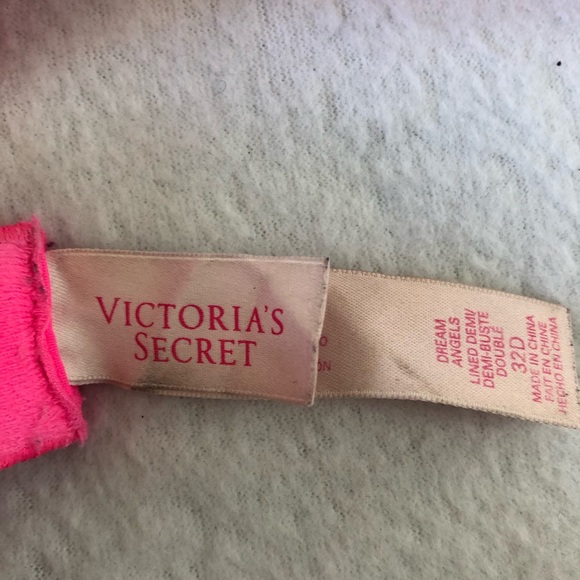 VICTORIA'S
SECRET
DREAM
ANGELS
LINED DEMI/
DEMI-BUSTE
DOUBLE
32D
MADE IN CHINA
FAIT EN CHINE
HECHO EN CHINA